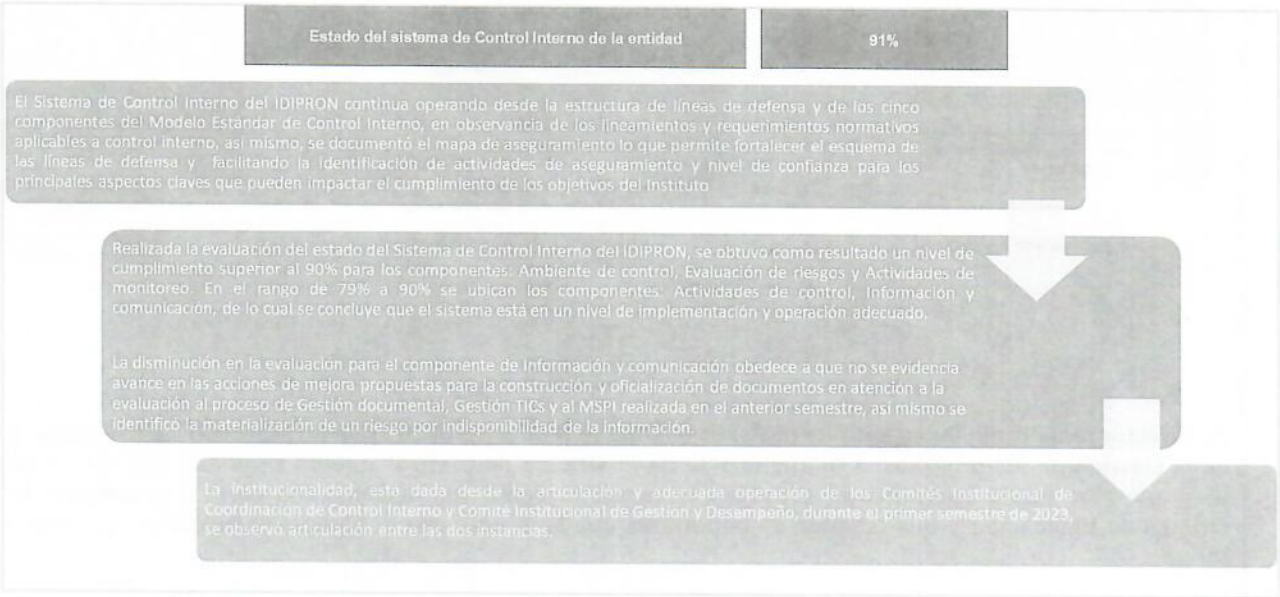 Estado del sistema de Control Interno de la entidad
91%
El Sistema de Control Interno del IDIPRON continua operando desde la estructura de líneas de defensa y de los cinco
componentes del Modelo Estándar de Control Interno, en observancia de los lineamientos y requerimientos normativos
aplicables a control interno, así mismo, se documentó el mapa de aseguramiento lo que permite fortalecer el esquema de
las líneas de defensa y facilitando la identificación de actividades de aseguramiento y nivel de confianza para los
principales aspectos claves que pueden impactar el cumplimiento de los objetivos del Instituto
Realizada la evaluación del estado del Sistema de Control Interno del IDIPRON, se obtuvo como resultado un nivel de
cumplimiento superior al 90% para los componentes: Ambiente de control, Evaluación de riesgos y Actividades de
monitoreo. En el rango de 79% a 90% se ubican los componentes: Actividades de control, Información y
comunicación, de lo cual se concluye que el sistema está en un nivel de implementación y operación adecuado.
La disminución en la evaluación para el componente de Información y comunicación obedece a que no se evidencia
avance en las acciones de mejora propuestas para la construcción y oficialización de documentos en atención a la
evaluación al proceso de Gestión documental, Gestión TICs y al MSPI realizada en el anterior semestre, así mismo se
identificó la materialización de un riesgo por indisponibilidad de la información.
La institucionalidad, esta dada desde la articulación y adecuada operación de los Comités Institucional de
Coordinación de Control Interno y Comité Institucional de Gestión y Desempeño, durante el primer semestre de 2023,
se observó articulación entre las dos instancias.